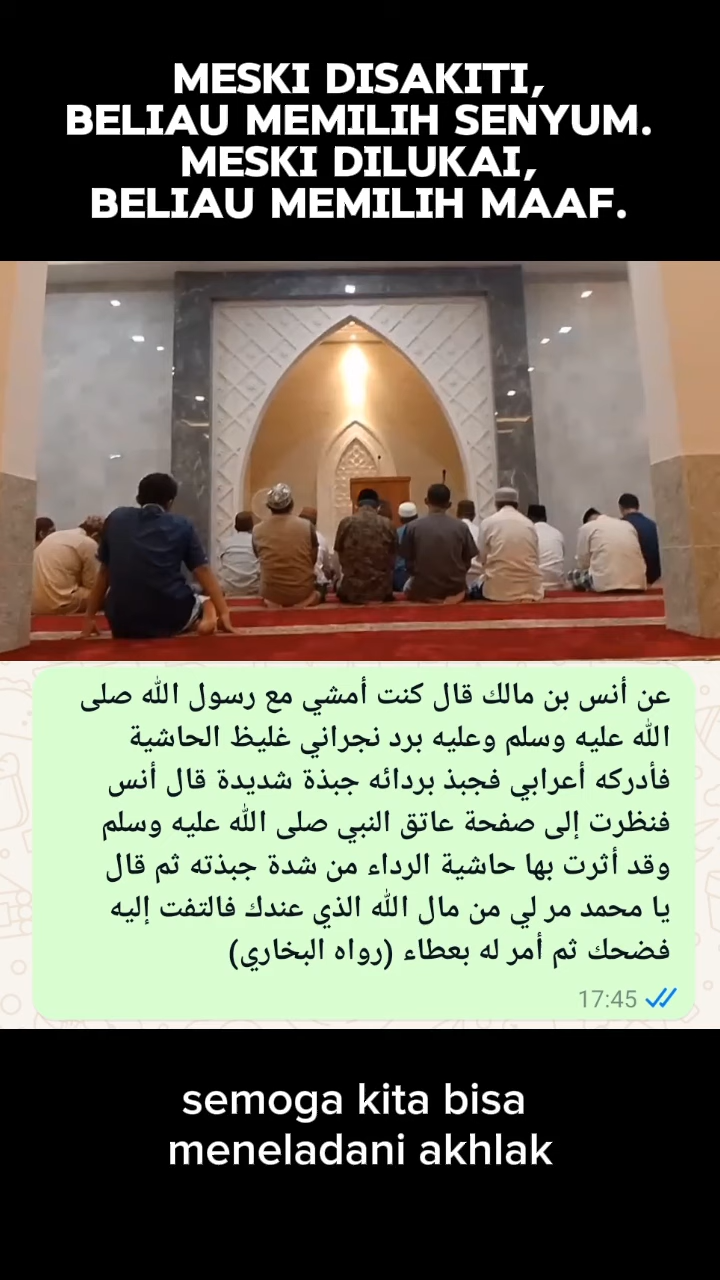 MESKI DISAKITI,
BELIAU MEMILIH SENYUM.
MESKI DILUKAI,
BELIAU MEMILIH MAAF.
عن أنس بن مالك قال كنت أمشي مع رسول الله صلى
الله عليه وسلم وعليه برد نجراني غليظ الحاشية
فأدركه أعرابي فجبذ بردائه جبذة شديدة قال أنس
فنظرت إلى صفحة عاتق النبي صلى الله عليه وسلم
وقد أثرت بها حاشية الرداء من شدة جبذته ثم قال
يا محمد مر لي من مال الله الذي عندك فالتفت إليه
فضحك ثم أمر له بعطاء (رواه البخاري)
17:45
semoga kita bisa
meneladani akhlak